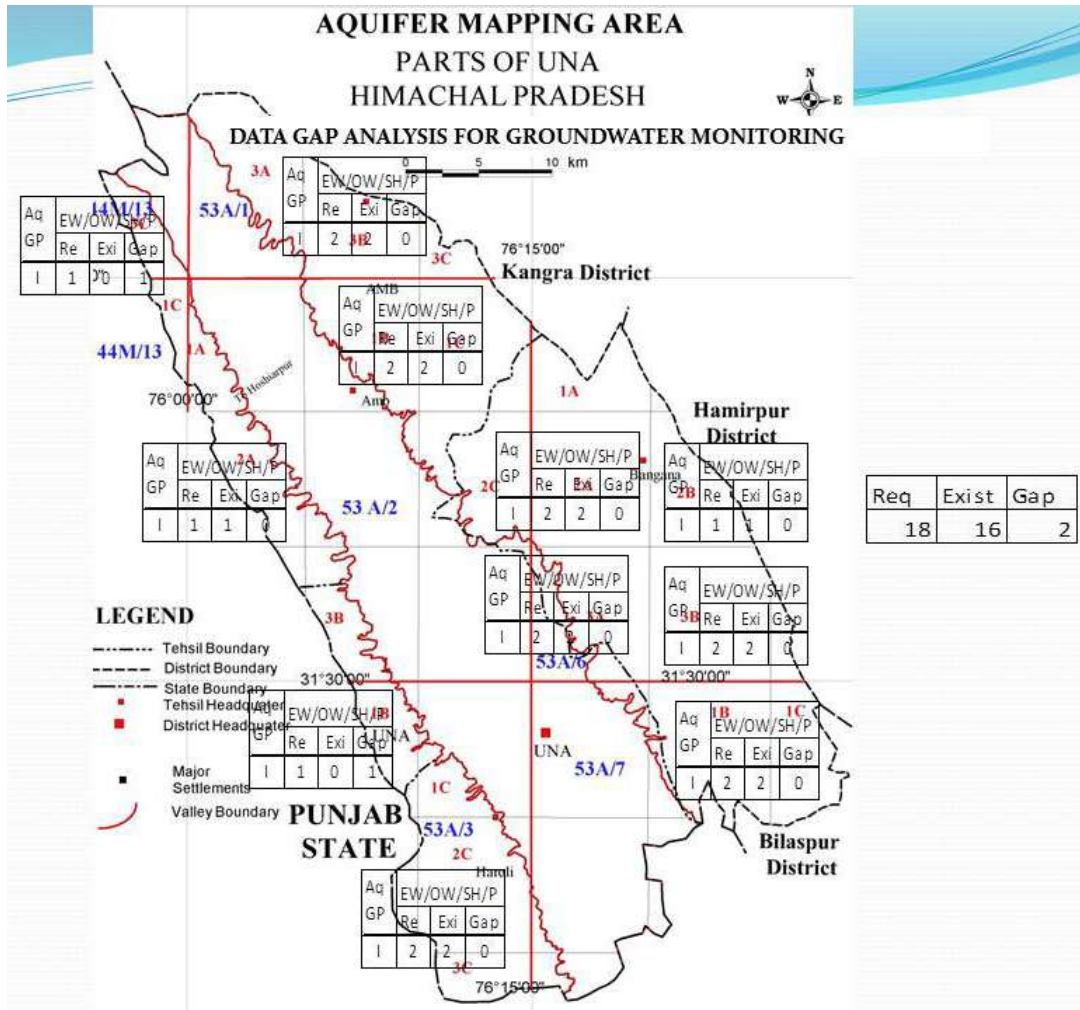 AQUIFER MAPPING AREA
PARTS OF UNA
HIMACHAL PRADESH
N
W E
S
DATA GAP ANALYSIS FOR GROUNDWATER MONITORING
0 5 10 km
3A
53A/1
Aq GP EW/OW/SH/P
Re Exi Gap
I 2 2 0
3B
3C
44M/13
Aq GP EW/OW/SH/P
Re Exi Gap
I 1 0 1
76°15'00"
Kangra District
AMB
Aq GP EW/OW/SH/P
Re Exi Gap
I 2 2 0
1B
1C
1C
1A
44M/13
To Hoshiarpur
76°00'00"
Amb
1A
Hamirpur
District
Aq GP EW/OW/SH/P
Re Exi Gap
I 1 1 0
2A
53 A/2
2C
Aq GP EW/OW/SH/P
Re Exi Gap
I 2 2 0
2A
Bangana
Aq GP EW/OW/SH/P
Re Exi Gap
I 1 1 0
2B
Req Exist Gap
18 16 2
Aq GP EW/OW/SH/P
Re Exi Gap
I 2 2 0
3A
53A/6
Aq GP EW/OW/SH/P
Re Exi Gap
I 2 2 0
3B
LEGEND
Tehsil Boundary
District Boundary
State Boundary
Tehsil Headquater
District Headquater
Major
Settlements
Valley Boundary
3B
31°30'00"
31°30'00"
Aq GP EW/OW/SH/P
Re Exi Gap
I 1 0 1
1B
UNA
UNA
53A/7
Aq GP EW/OW/SH/P
Re Exi Gap
I 2 2 0
1B
1C
1C
PUNJAB
STATE
53A/3
2C
Haroli
Bilaspur
District
Aq GP EW/OW/SH/P
Re Exi Gap
I 2 2 0
3C
76°15'00"